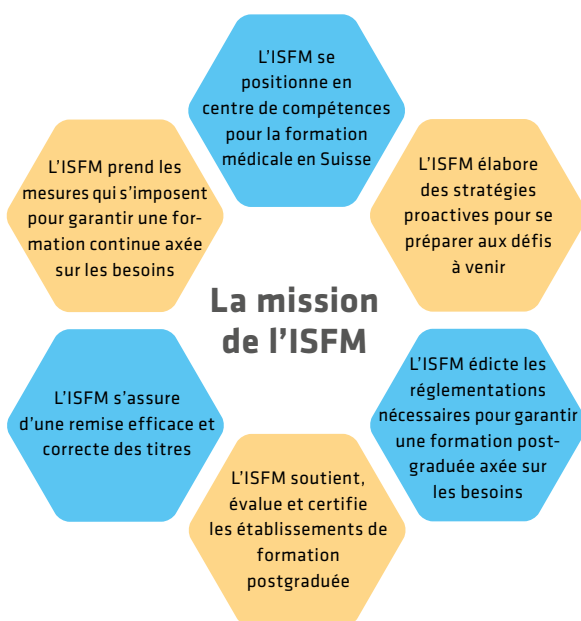 L'ISFM se
positionne en
centre de compétences
pour la formation
médicale en Suisse
L'ISFM prend les
mesures qui s'imposent
pour garantir une for-
mation continue axée
sur les besoins
L'ISFM élabore
des stratégies
proactives pour se
préparer aux défis
à venir
La mission
de l'ISFM
L'ISFM s'assure
d'une remise efficace et
correcte des titres
L'ISFM édicte les
réglementations
nécessaires pour garantir
une formation post-
graduée axée sur
les besoins
L'ISFM soutient,
évalue et certifie
les établissements de
formation
postgraduée